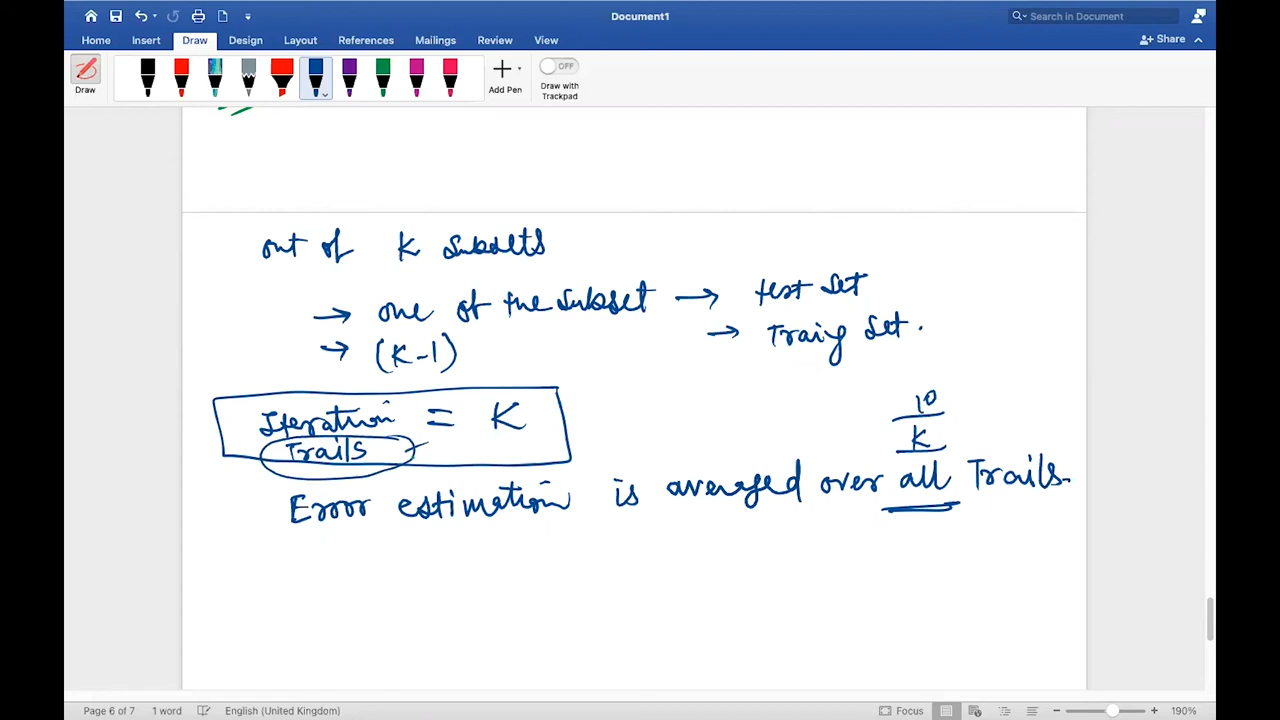 Document1
Search in Document
Home Insert Draw Design Layout References Mailings Review View
Share
Draw
Add Pen
OFF
Draw with
Trackpad
out of K Subsets
→ one of the Subset → test Set
→ (K-1) → Traing Set.
Iteration = K
Trails
10
K
Error estimation is averaged over all Trails.
Page 6 of 7 1 word English (United Kingdom) Focus 190%